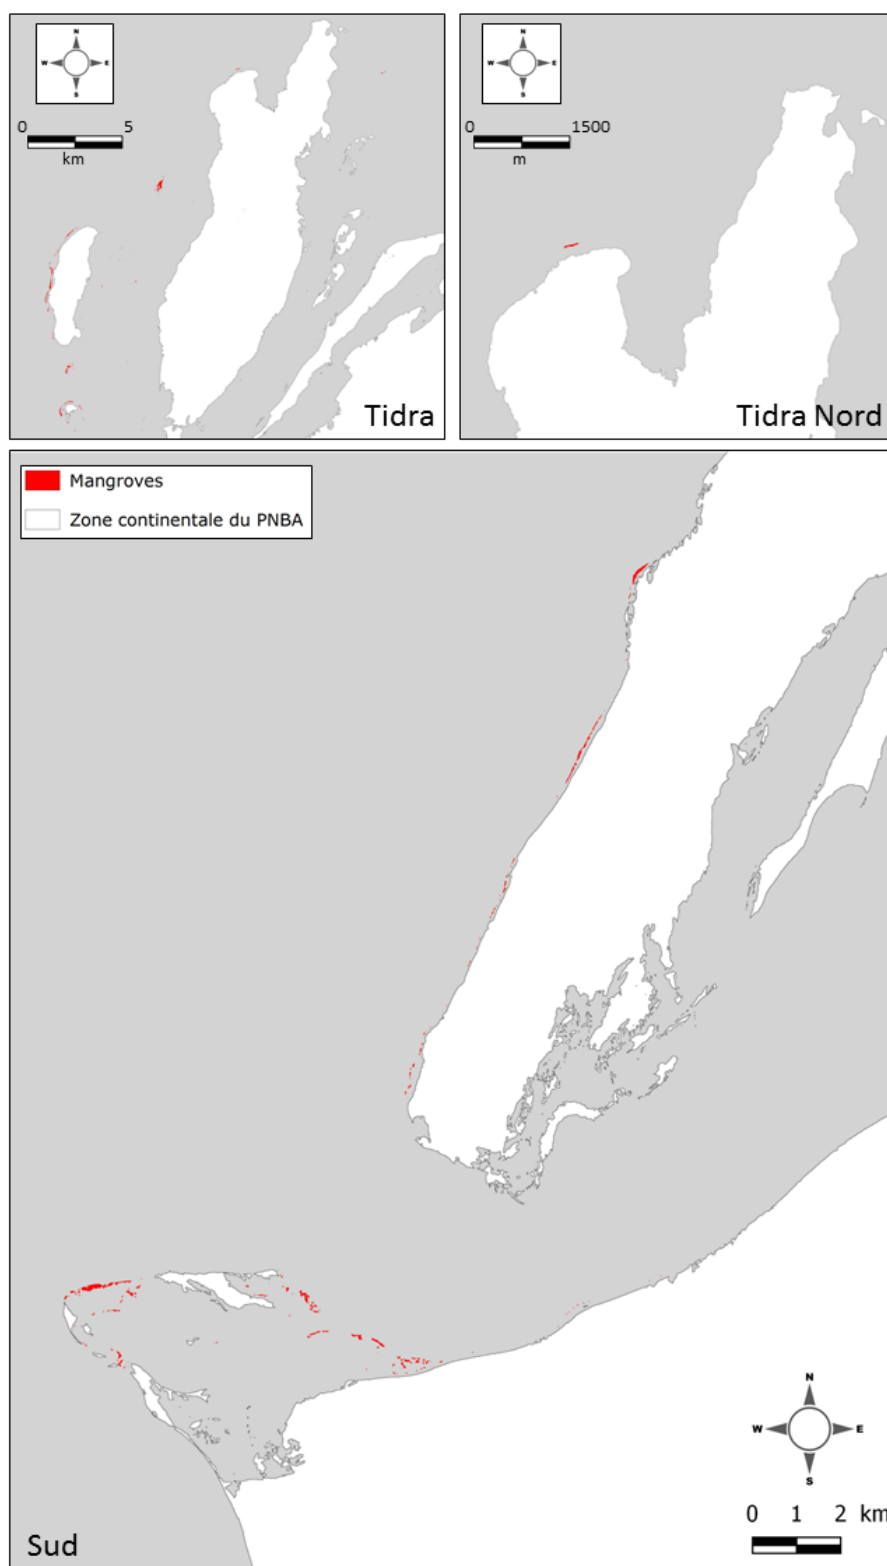 N
W E
S
0 5
km
Tidra
N
W E
S
0 1500
m
Tidra Nord
Mangroves
Zone continentale du PNBA
N
W E
S
0 1 2 km
Sud